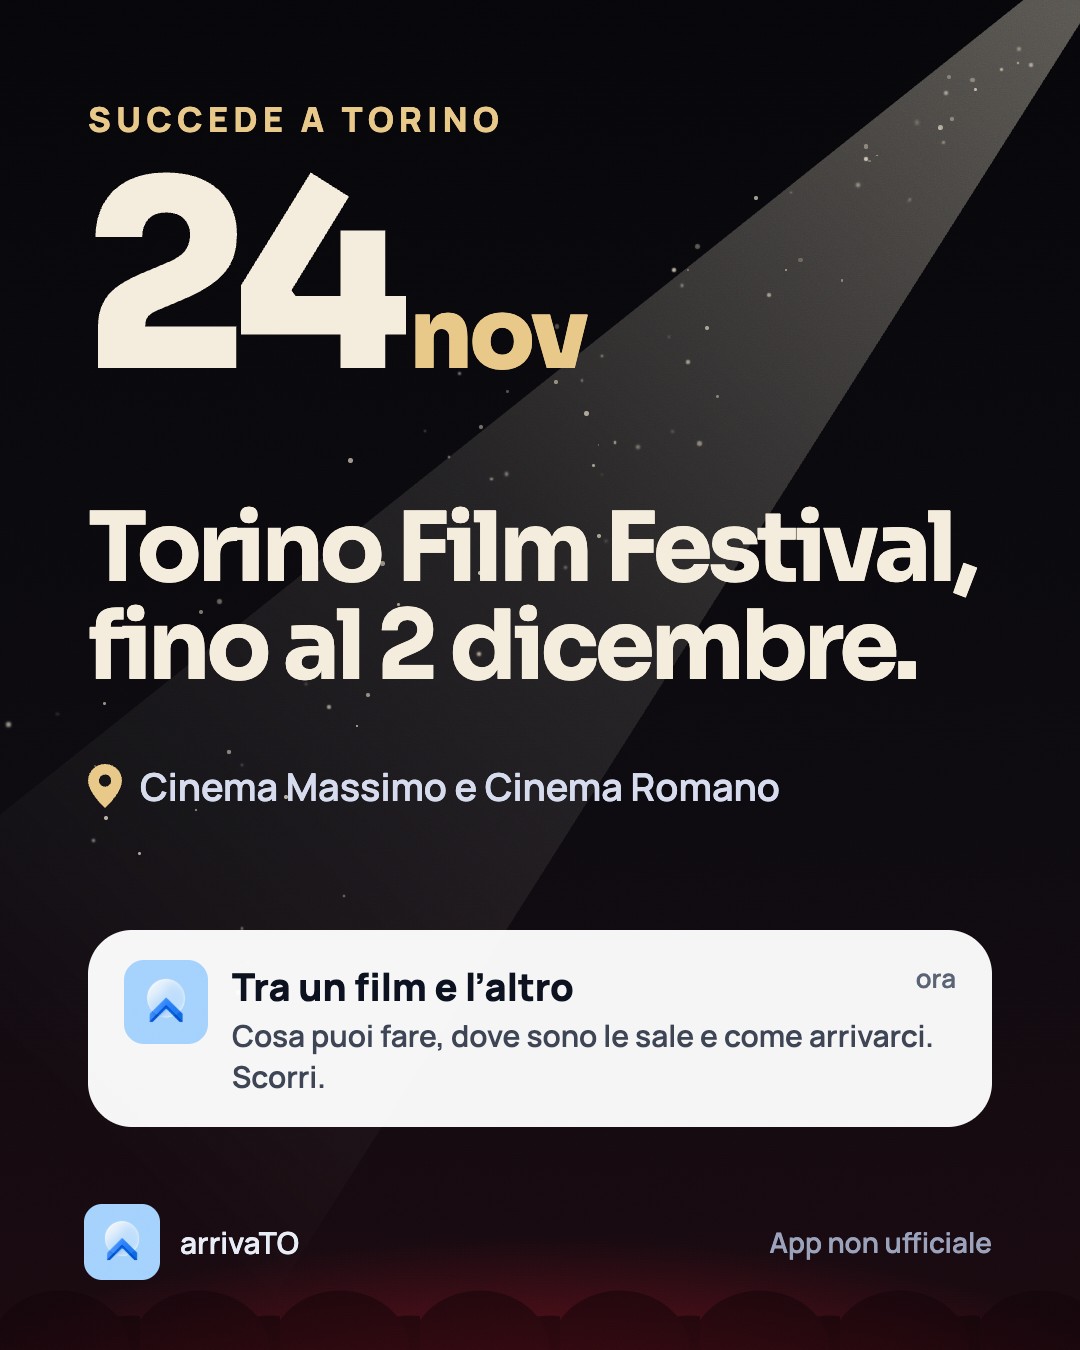 SUCCEDE A TORINO
24nov
Torino Film Festival,
fino al 2 dicembre.
Cinema Massimo e Cinema Romano
Tra un film e l’altro
ora
Cosa puoi fare, dove sono le sale e come arrivarci.
Scorri.
arrivaTO
App non ufficiale